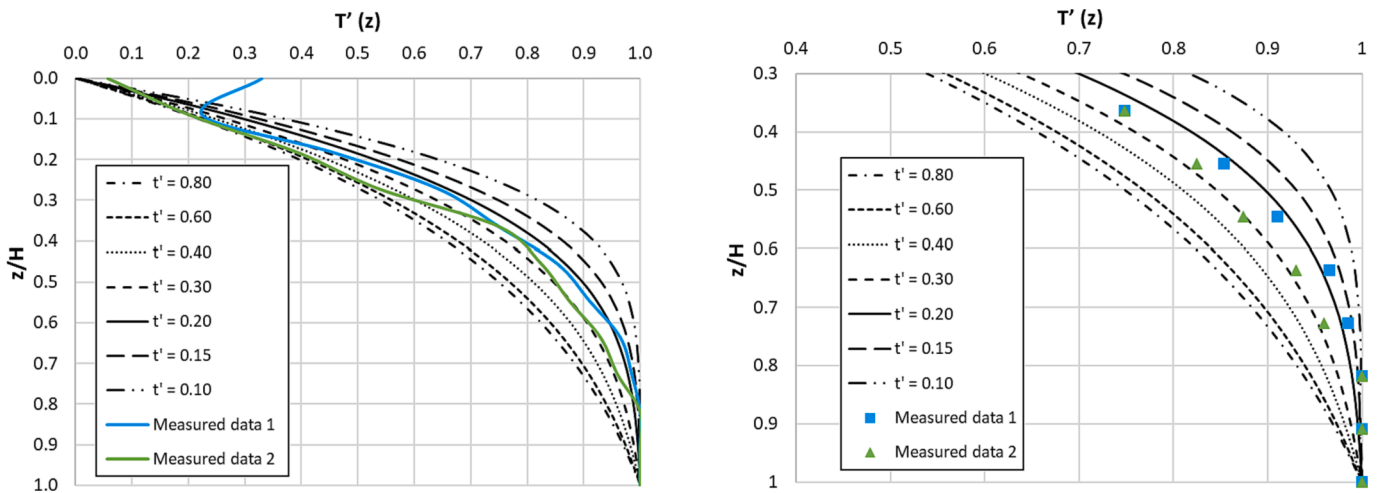 T’ (z)
0.0 0.1 0.2 0.3 0.4 0.5 0.6 0.7 0.8 0.9 1.0
z/H
0.0
0.1
0.2
0.3
0.4
0.5
0.6
0.7
0.8
0.9
1.0
t' = 0.80
t' = 0.60
t' = 0.40
t' = 0.30
t' = 0.20
t' = 0.15
t' = 0.10
Measured data 1
Measured data 2
T’ (z)
0.4 0.5 0.6 0.7 0.8 0.9 1
z/H
0.3
0.4
0.5
0.6
0.7
0.8
0.9
1
t' = 0.80
t' = 0.60
t' = 0.40
t' = 0.30
t' = 0.20
t' = 0.15
t' = 0.10
Measured data 1
Measured data 2